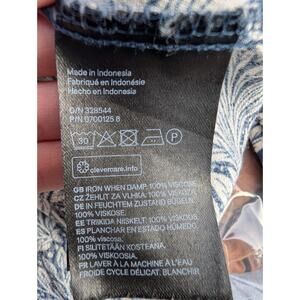 Made in Indonesia
Fabriqué en Indonésie
Hecho en Indonesia
O/N 328544
P/N 0700125 8
30 P
clevercare.info
GB IRON WHEN DAMP. 100% VISCOSE.
CZ ŽEHLIT ZA VLHKA. 100% VISCOSE.
DE IN FEUCHTEM ZUSTAND BÜGELN.
100% VISKOSE.
EE TRIIKIDA NIISKELT. 100% VISKOOS.
ES PLANCHAR EN ESTADO HÚMEDO.
100% VISCOSA.
FI SILITETÄÄN KOSTEANA.
100% VISKOOSIA.
FR LAVER À LA MACHINE À L'EAU
FROIDE CYCLE DÉLICAT. BLANCHIR